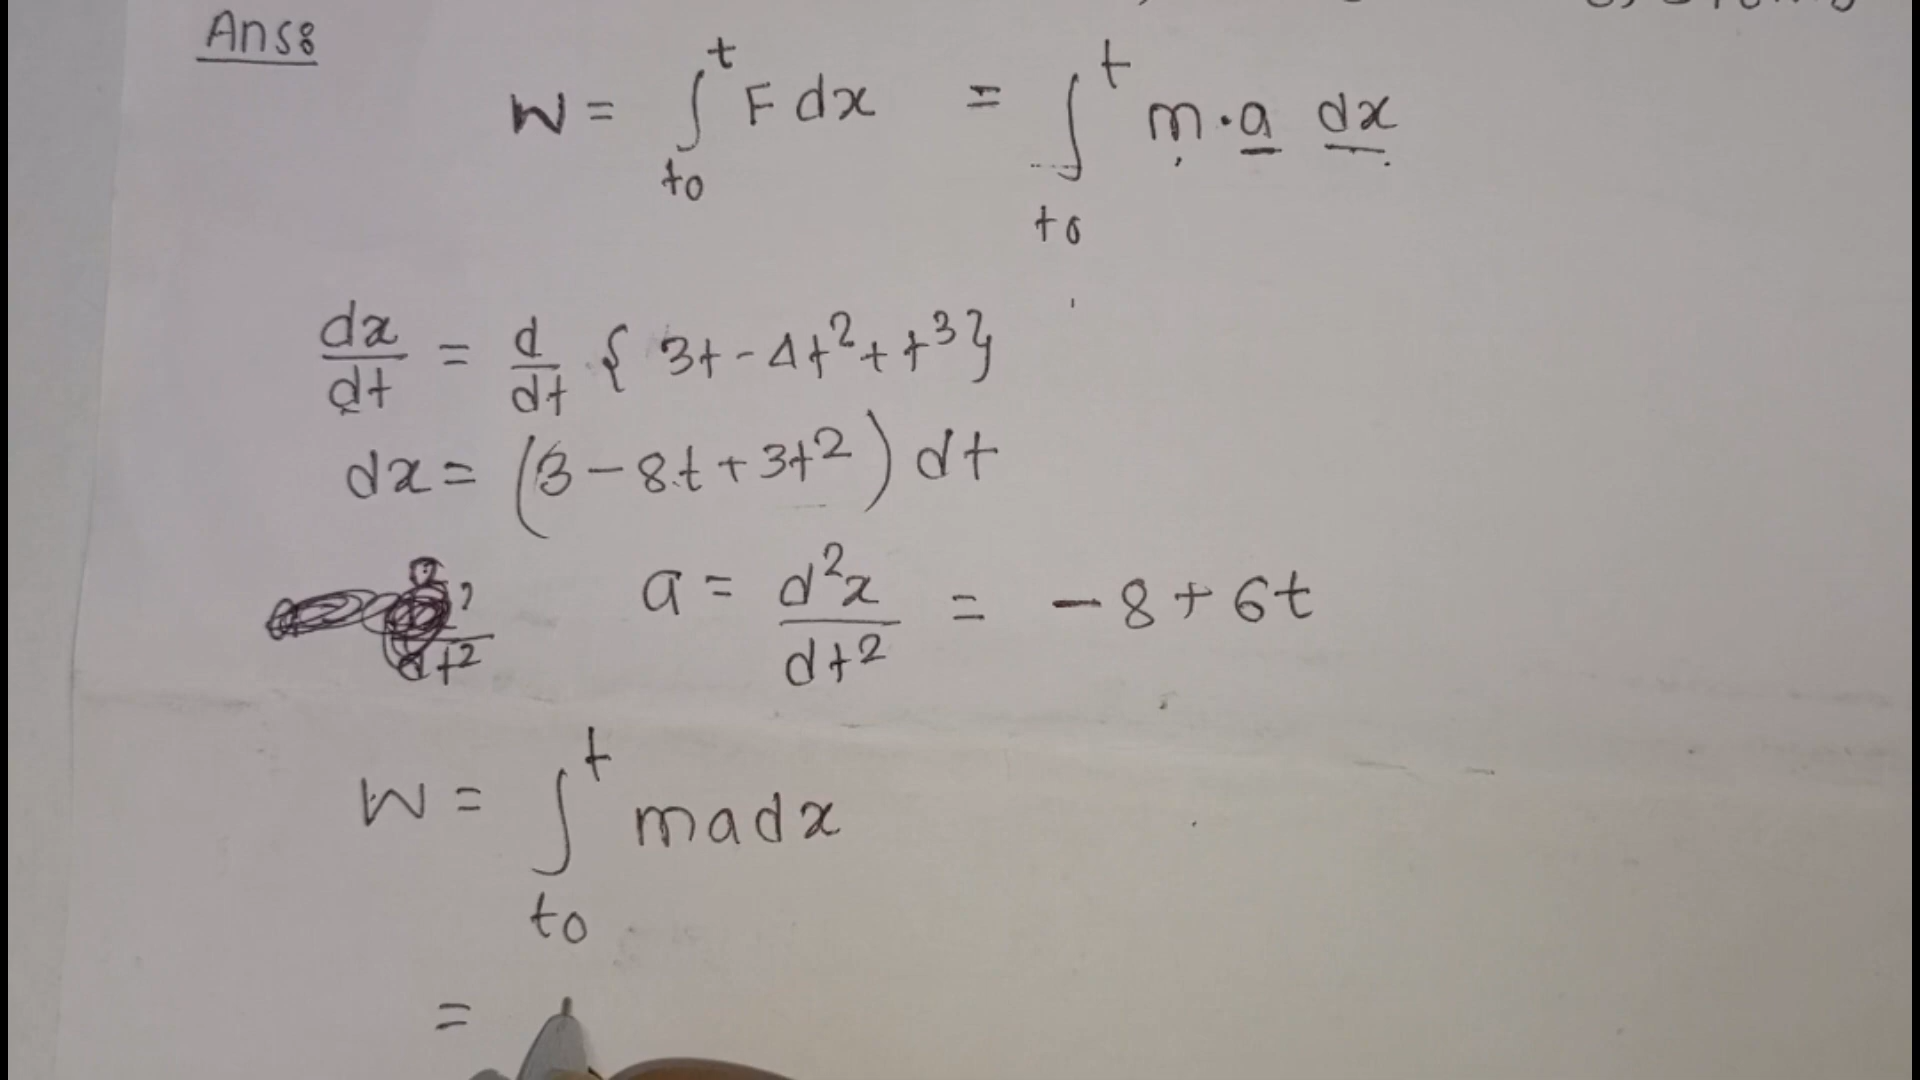 Ans:
W = ∫_{t0}^{t} F dx = ∫_{t0}^{t} m·a dx
dx/dt = d/dt { 3t - 4t² + t³ }
dx = (3 - 8t + 3t²) dt
a = d²x/dt² = -8 + 6t
W = ∫_{t0}^{t} madx
=